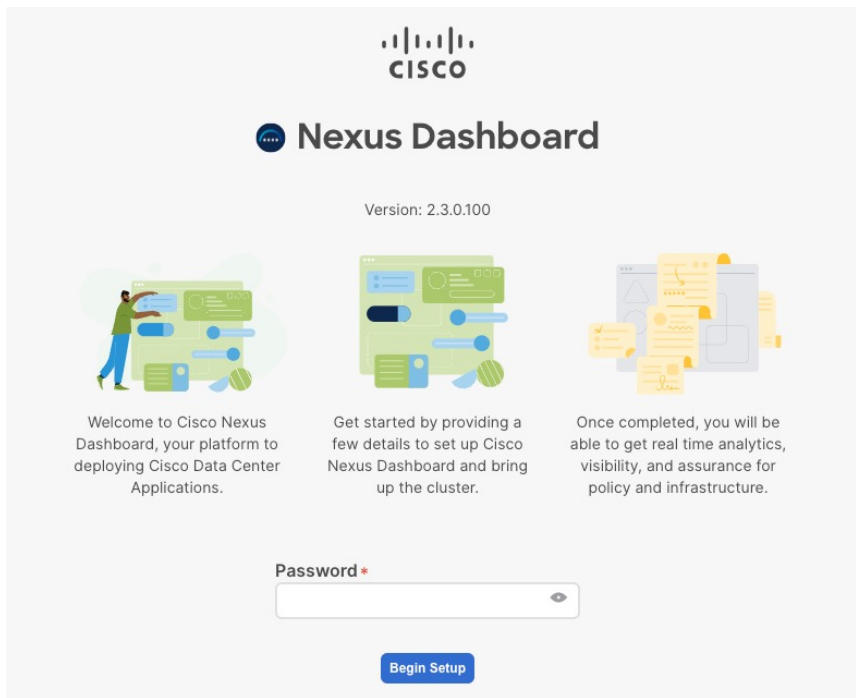 CISCO
Nexus Dashboard
Version: 2.3.0.100
Welcome to Cisco Nexus
Dashboard, your platform to
deploying Cisco Data Center
Applications.
Get started by providing a
few details to set up Cisco
Nexus Dashboard and bring
up the cluster.
Once completed, you will be
able to get real time analytics,
visibility, and assurance for
policy and infrastructure.
Password *
Begin Setup